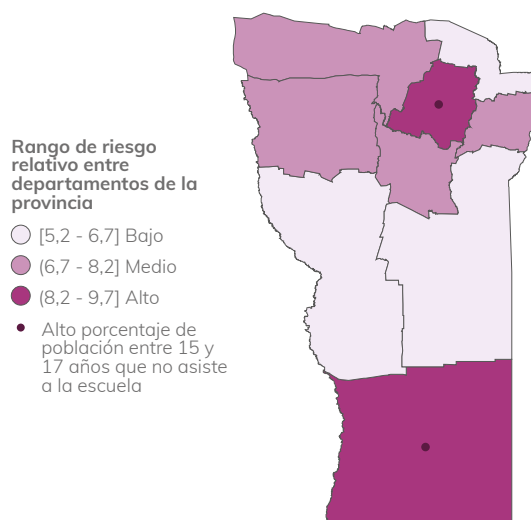 Rango de riesgo
relativo entre
departamentos de la
provincia
[5,2 - 6,7] Bajo
(6,7 - 8,2] Medio
(8,2 - 9,7] Alto
Alto porcentaje de
población entre 15 y
17 años que no asiste
a la escuela